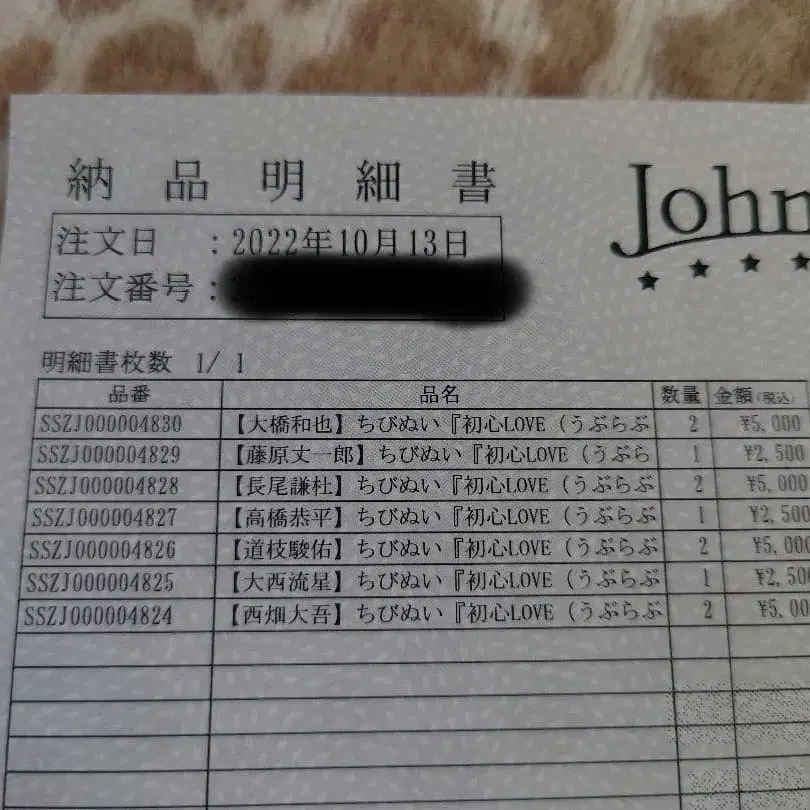 納品明細書
John
注文日 : 2022年10月13日
注文番号 :
明細書枚数 1/ 1
品番 品名 数量 金額(税込)
SSZJ000004830 【大橋和也】ちびぬい『初心LOVE(うぶらぶ 2 ¥5,000
SSZJ000004829 【藤原丈一郎】ちびぬい『初心LOVE(うぶら 1 ¥2,500
SSZJ000004828 【長尾謙杜】ちびぬい『初心LOVE(うぶらぶ 2 ¥5,000
SSZJ000004827 【高橋恭平】ちびぬい『初心LOVE(うぶらぶ 1 ¥2,500
SSZJ000004826 【道枝駿佑】ちびぬい『初心LOVE(うぶらぶ 2 ¥5,000
SSZJ000004825 【大西流星】ちびぬい『初心LOVE(うぶらぶ 1 ¥2,50
SSZJ000004824 【西畑大吾】ちびぬい『初心LOVE(うぶらぶ 2 ¥5,00